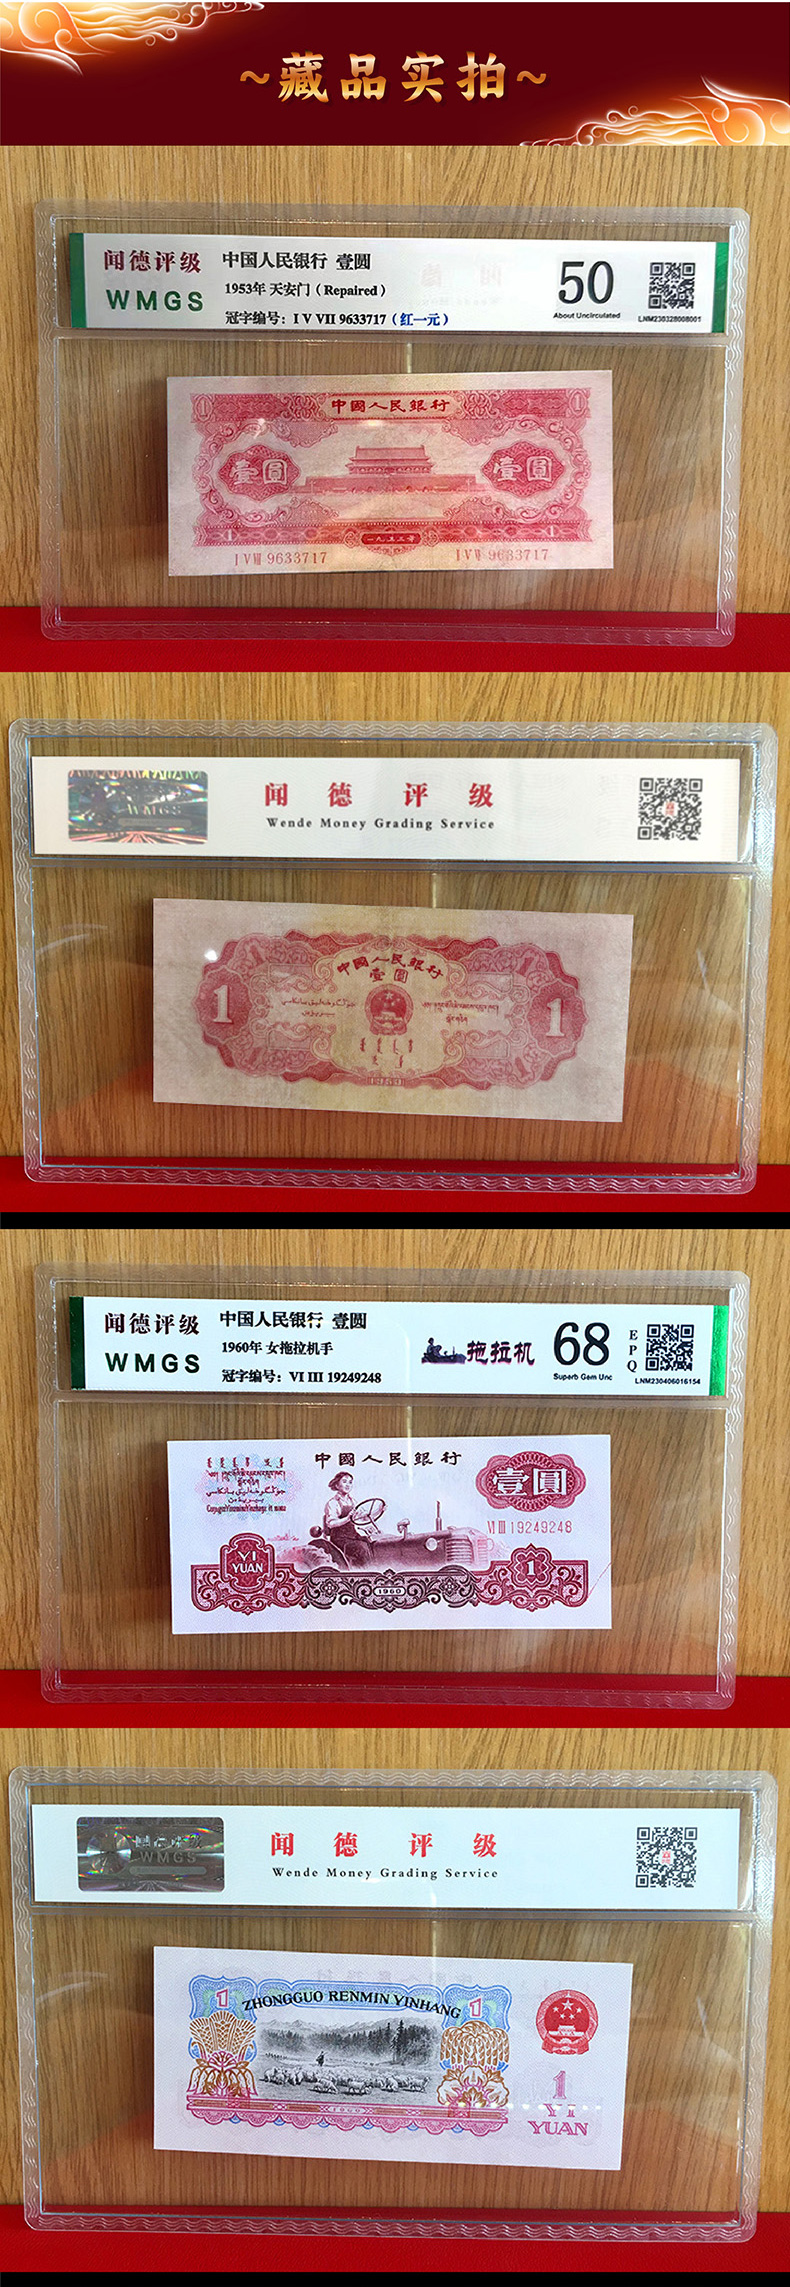 ~藏品实拍~
闻德评级
WMGS
中国人民银行 壹圆
1953年 天安门（Repaired）
冠字编号：I V VII 9633717（红一元）
50
About Uncirculated
LNM230328008001
中國人民銀行
壹圓
壹圓
1
1
1
1
一九五三年
I V VII 9633717
I V VII 9633717
WMGS
闻 德 评 级
Wende Money Grading Service
中國人民銀行
壹圓
1
1
1953
闻德评级
WMGS
中国人民银行 壹圆
1960年 女拖拉机手
冠字编号：VI III 19249248
拖拉机
68
Superb Gem Unc
EPQ
LNM230406016154
中國人民銀行
壹圓
VI III 19249248
YI
YUAN
1960
1
WMGS
闻 德 评 级
Wende Money Grading Service
1
ZHONGGUO RENMIN YINHANG
1
1960
1
YI
YUAN